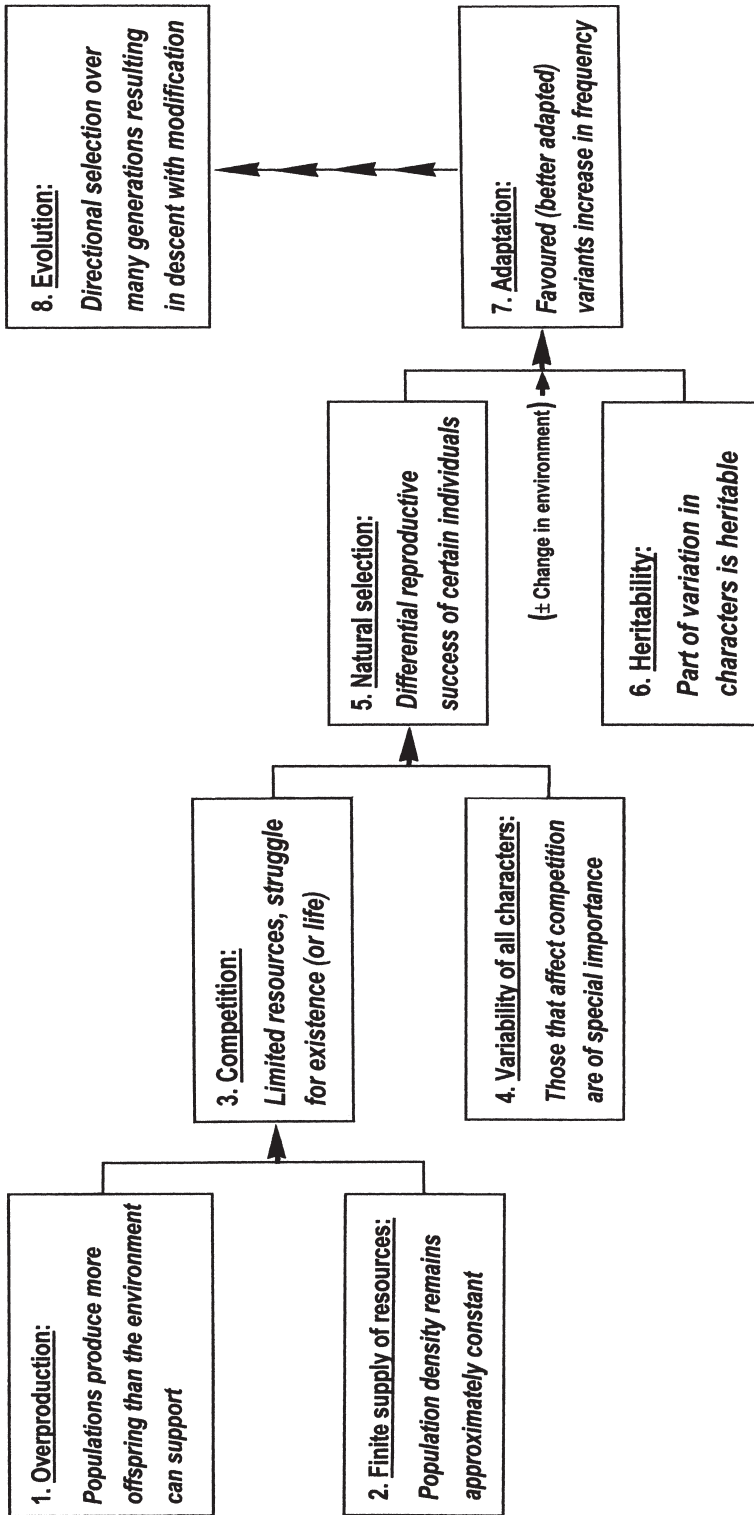 1. Overproduction:
Populations produce more
offspring than the environment
can support
2. Finite supply of resources:
Population density remains
approximately constant
3. Competition:
Limited resources, struggle
for existence (or life)
4. Variability of all characters:
Those that affect competition
are of special importance
5. Natural selection:
Differential reproductive
success of certain individuals
(± Change in environment)
6. Heritability:
Part of variation in
characters is heritable
7. Adaptation:
Favoured (better adapted)
variants increase in frequency
8. Evolution:
Directional selection over
many generations resulting
in descent with modification